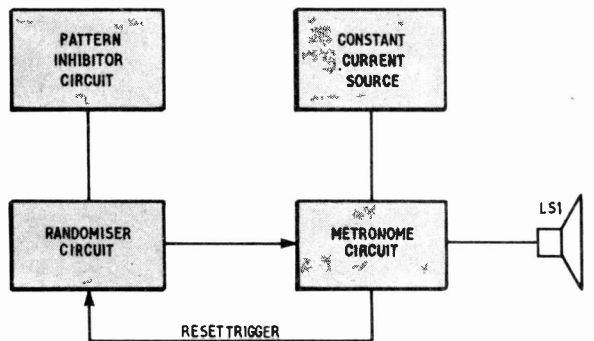 PATTERN
INHIBITOR
CIRCUIT
CONSTANT
CURRENT
SOURCE
RANDOMISER
CIRCUIT
METRONOME
CIRCUIT
LS1
RESET TRIGGER